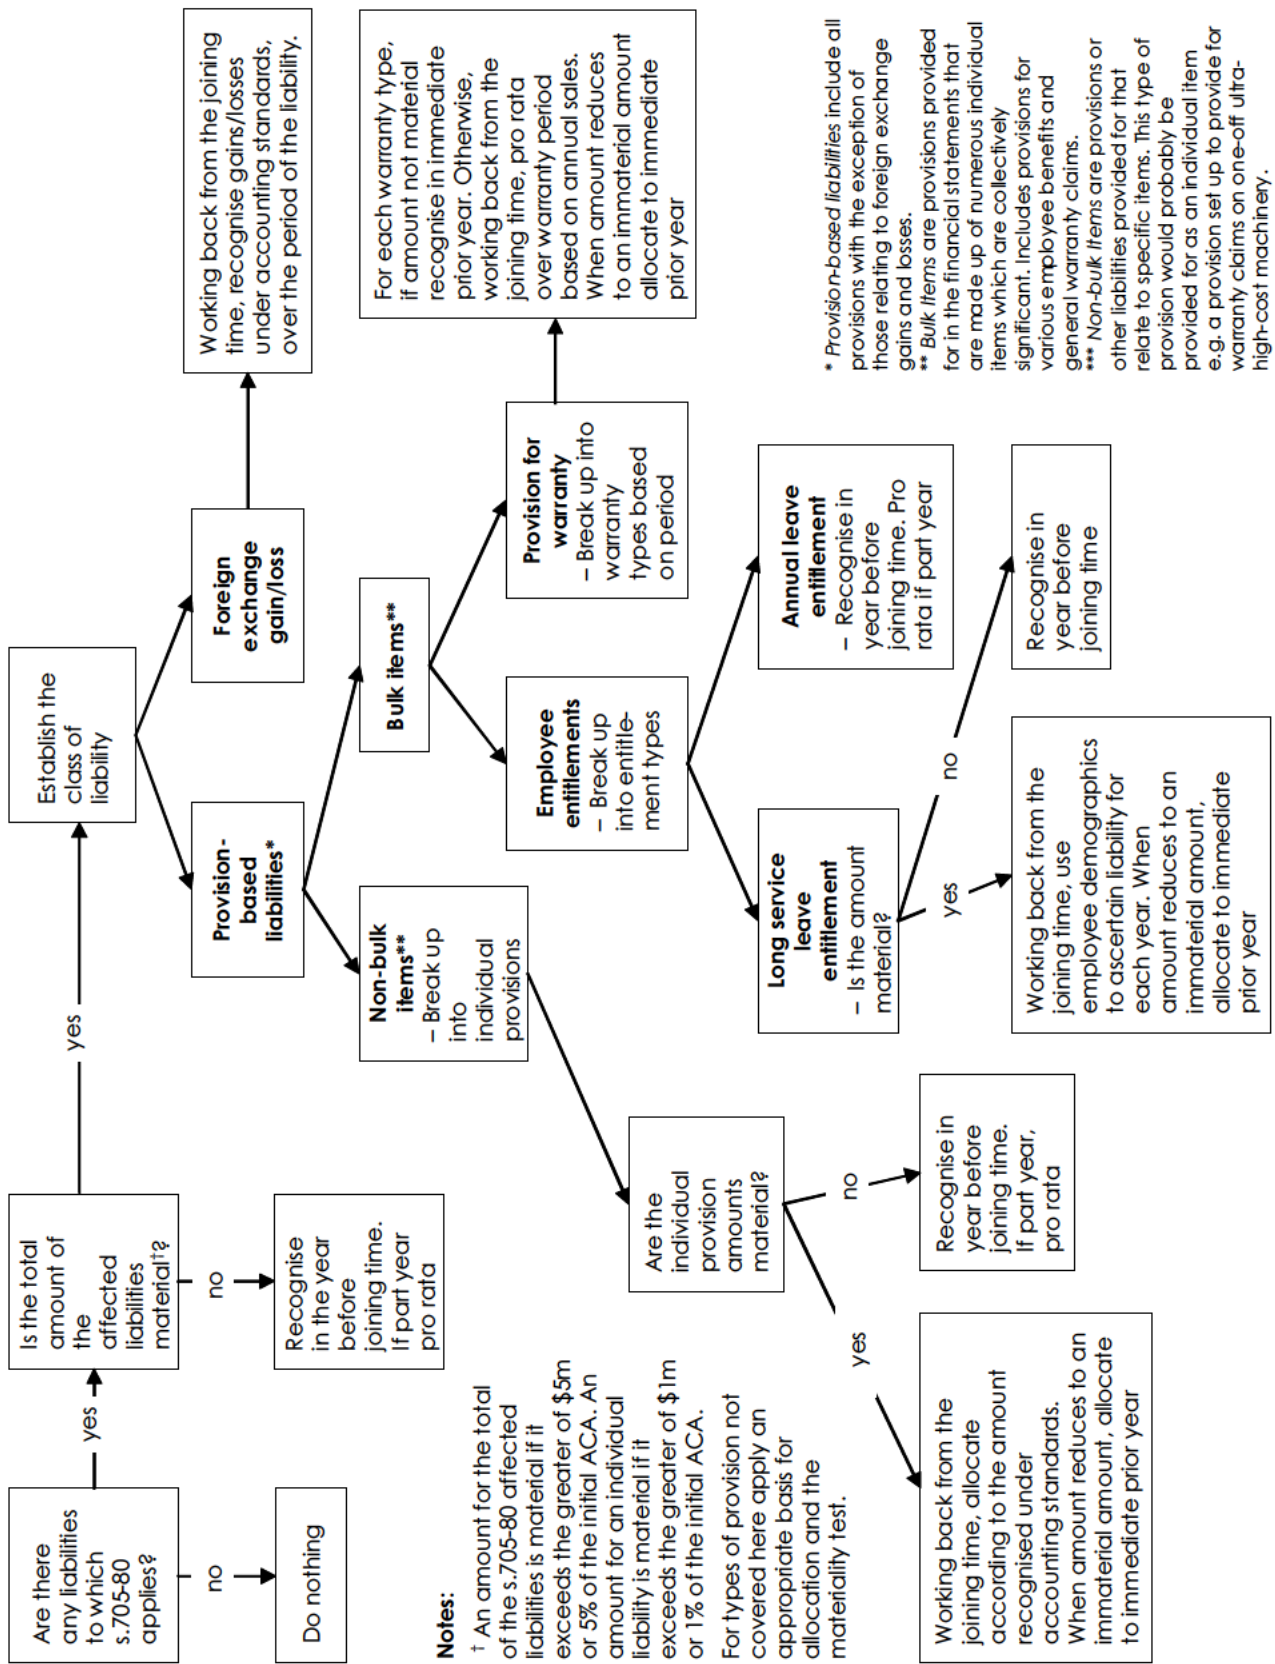 Are there
any liabilities
to which
s.705-80
applies?
yes
no
Do nothing
Is the total
amount of
the
affected
liabilities
material†?
yes
no
Recognise
in the year
before
joining time.
If part year
pro rata
Establish the
class of
liability
Provision-
based
liabilities*
Foreign
exchange
gain/loss
Working back from the joining
time, recognise gains/losses
under accounting standards,
over the period of the liability.
Non-bulk
items**
– Break up
into
individual
provisions
Bulk items**
Employee
entitlements
– Break up
into entitle-
ment types
Provision for
warranty
– Break up into
warranty
types based
on period
For each warranty type,
if amount not material
recognise in immediate
prior year. Otherwise,
working back from the
joining time, pro rata
over warranty period
based on annual sales.
When amount reduces
to an immaterial amount
allocate to immediate
prior year
Are the
individual
provision
amounts
material?
yes
no
Working back from the
joining time, allocate
according to the amount
recognised under
accounting standards.
When amount reduces to an
immaterial amount, allocate
to immediate prior year
Recognise in
year before
joining time.
If part year,
pro rata
Long service
leave
entitlement
– Is the amount
material?
yes
no
Annual leave
entitlement
– Recognise in
year before
joining time. Pro
rata if part year
Working back from the
joining time, use
employee demographics
to ascertain liability for
each year. When
amount reduces to an
immaterial amount,
allocate to immediate
prior year
Recognise in
year before
joining time
Notes:
† An amount for the total
of the s.705-80 affected
liabilities is material if it
exceeds the greater of $5m
or 5% of the initial ACA. An
amount for an individual
liability is material if it
exceeds the greater of $1m
or 1% of the initial ACA.
For types of provision not
covered here apply an
appropriate basis for
allocation and the
materiality test.
* Provision-based liabilities include all
provisions with the exception of
those relating to foreign exchange
gains and losses.
** Bulk Items are provisions provided
for in the financial statements that
are made up of numerous individual
items which are collectively
significant. Includes provisions for
various employee benefits and
general warranty claims.
*** Non-bulk Items are provisions or
other liabilities provided for that
relate to specific items. This type of
provision would probably be
provided for as an individual item
e.g. a provision set up to provide for
warranty claims on one-off ultra-
high-cost machinery.